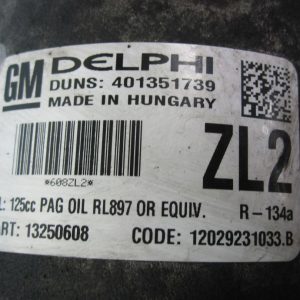 GM DELPHI
DUNS: 401351739
MADE IN HUNGARY
*608ZL2*
ZL2
L: 125cc PAG OIL RL897 OR EQUIV. R-134a
RT: 13250608 CODE: 12029231033.B